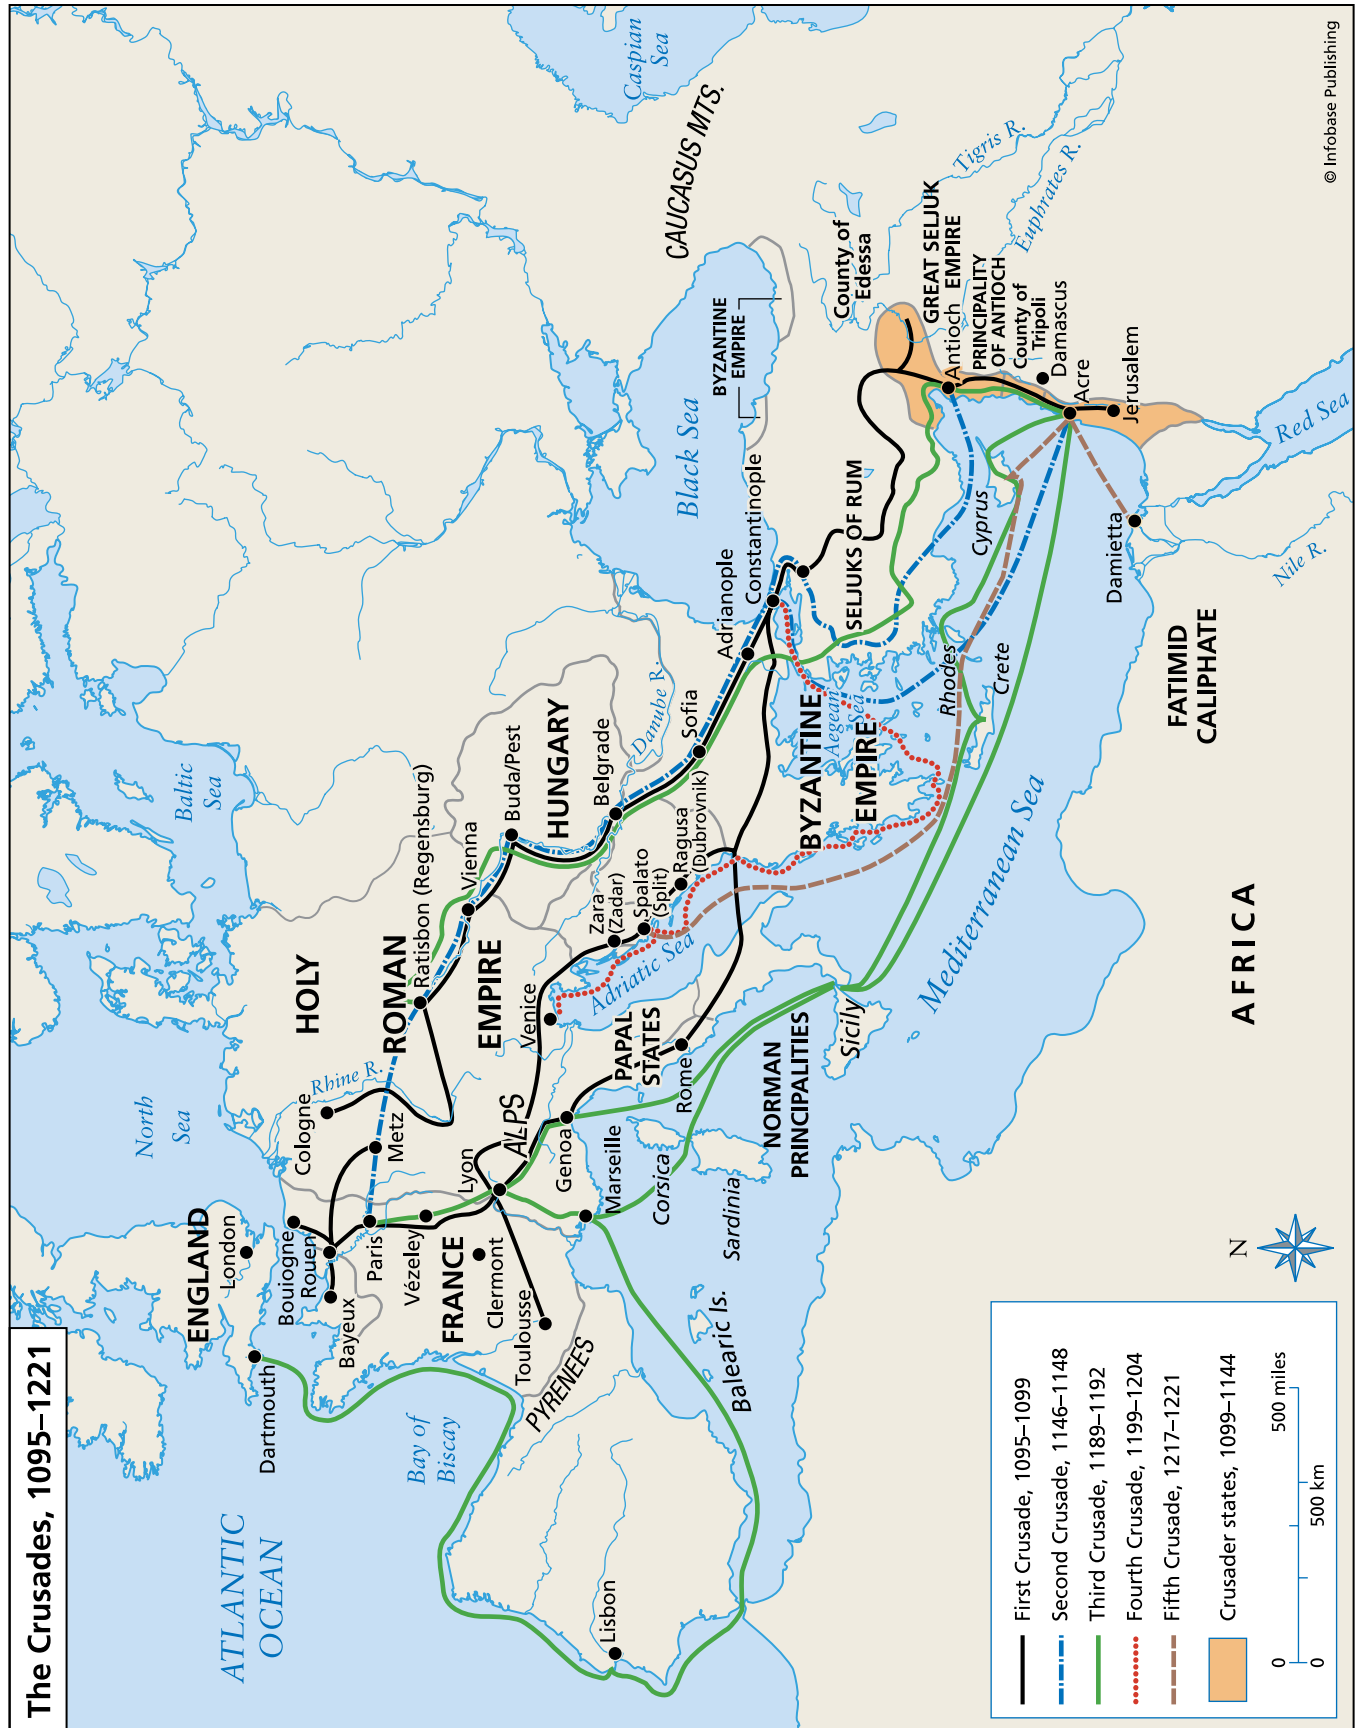 The Crusades, 1095–1221
ATLANTIC
OCEAN
North
Sea
Baltic
Sea
Caspian
Sea
CAUCASUS MTS.
ENGLAND
London
Dartmouth
Bouiogne
Rouen
Bayeux
Bay of
Biscay
Paris
Vézeley
FRANCE
Clermont
Toulousse
PYRENEES
Lisbon
Lyon
Metz
Cologne
Rhine R.
HOLY
ROMAN
EMPIRE
Ratisbon (Regensburg)
Vienna
Buda/Pest
HUNGARY
Belgrade
Danube R.
Sofia
Adrianople
Constantinople
Black Sea
BYZANTINE
EMPIRE
ALPS
Venice
Genoa
Marseille
Corsica
Sardinia
Balearic Is.
PAPAL
STATES
Rome
NORMAN
PRINCIPALITIES
Sicily
Adriatic Sea
Zara
(Zadar)
Spalato
(Split)
Ragusa
(Dubrovnik)
BYZANTINE
EMPIRE
Aegean
Sea
Rhodes
Crete
Cyprus
SELJUKS OF RUM
County of
Edessa
GREAT SELJUK
EMPIRE
Antioch
PRINCIPALITY
OF ANTIOCH
County of
Tripoli
Damascus
Acre
Jerusalem
Tigris R.
Euphrates R.
Red Sea
Nile R.
Damietta
FATIMID
CALIPHATE
Mediterranean Sea
AFRICA
N
First Crusade, 1095–1099
Second Crusade, 1146–1148
Third Crusade, 1189–1192
Fourth Crusade, 1199–1204
Fifth Crusade, 1217–1221
Crusader states, 1099–1144
0 500 miles
0 500 km
© Infobase Publishing